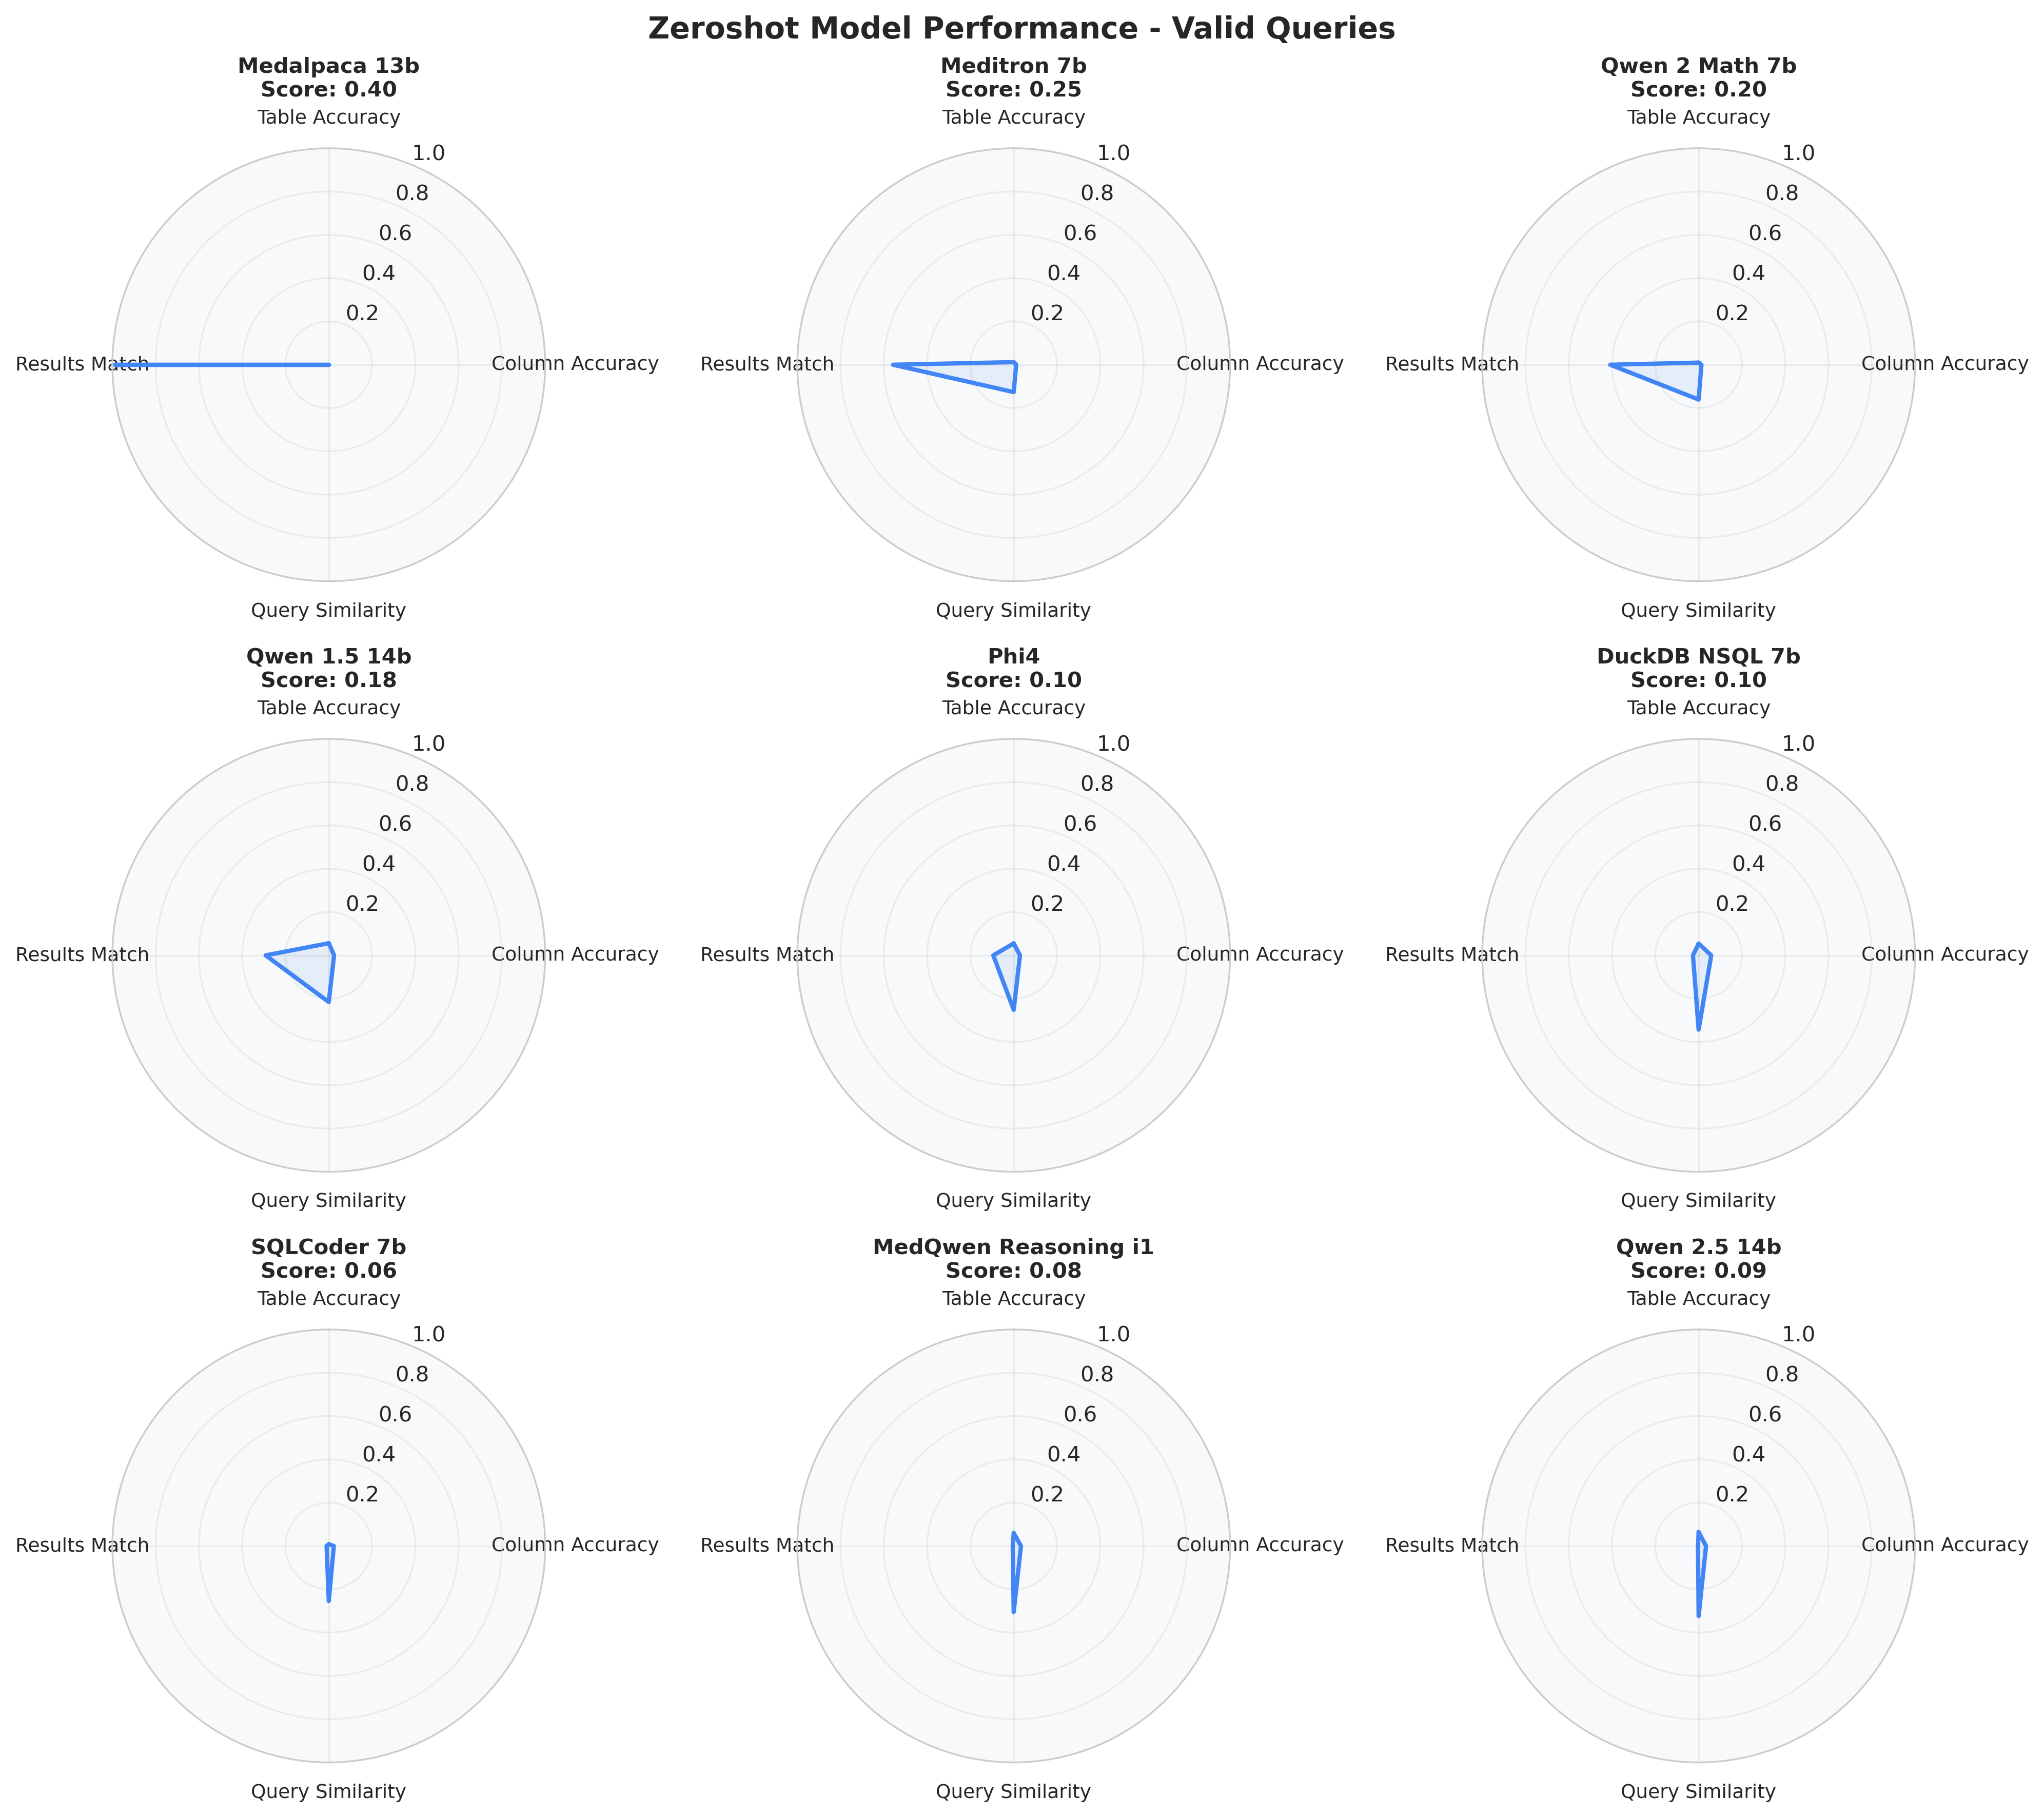 Zeroshot Model Performance - Valid Queries
Medalpaca 13b
Score: 0.40
Table Accuracy
1.0
0.8
0.6
0.4
0.2
Results Match
Column Accuracy
Query Similarity
Meditron 7b
Score: 0.25
Table Accuracy
1.0
0.8
0.6
0.4
0.2
Results Match
Column Accuracy
Query Similarity
Qwen 2 Math 7b
Score: 0.20
Table Accuracy
1.0
0.8
0.6
0.4
0.2
Results Match
Column Accuracy
Query Similarity
Qwen 1.5 14b
Score: 0.18
Table Accuracy
1.0
0.8
0.6
0.4
0.2
Results Match
Column Accuracy
Query Similarity
Phi4
Score: 0.10
Table Accuracy
1.0
0.8
0.6
0.4
0.2
Results Match
Column Accuracy
Query Similarity
DuckDB NSQL 7b
Score: 0.10
Table Accuracy
1.0
0.8
0.6
0.4
0.2
Results Match
Column Accuracy
Query Similarity
SQLCoder 7b
Score: 0.06
Table Accuracy
1.0
0.8
0.6
0.4
0.2
Results Match
Column Accuracy
Query Similarity
MedQwen Reasoning i1
Score: 0.08
Table Accuracy
1.0
0.8
0.6
0.4
0.2
Results Match
Column Accuracy
Query Similarity
Qwen 2.5 14b
Score: 0.09
Table Accuracy
1.0
0.8
0.6
0.4
0.2
Results Match
Column Accuracy
Query Similarity